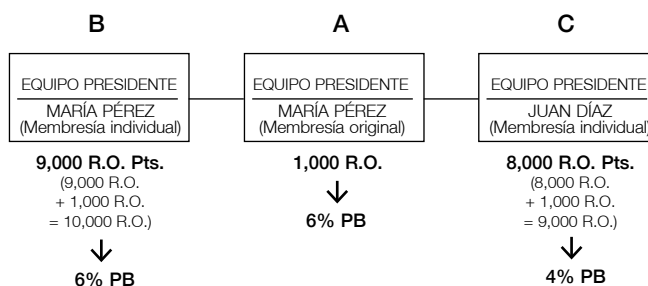 B
EQUIPO PRESIDENTE
MARÍA PÉREZ
(Membresía individual)
9,000 R.O. Pts.
(9,000 R.O.
+ 1,000 R.O.
= 10,000 R.O.)
6% PB
A
EQUIPO PRESIDENTE
MARÍA PÉREZ
(Membresía original)
1,000 R.O.
6% PB
C
EQUIPO PRESIDENTE
JUAN DÍAZ
(Membresía individual)
8,000 R.O. Pts.
(8,000 R.O.
+ 1,000 R.O.
= 9,000 R.O.)
4% PB